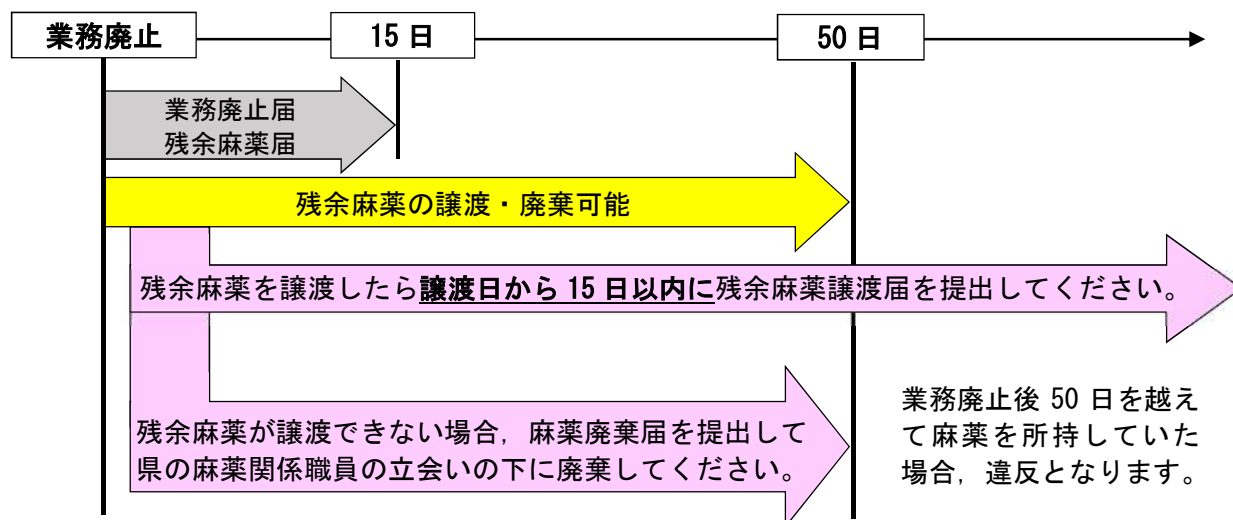 業務廃止
15 日
50 日
業務廃止届
残余麻薬届
残余麻薬の譲渡・廃棄可能
残余麻薬を譲渡したら譲渡日から 15 日以内に残余麻薬譲渡届を提出してください。
残余麻薬が譲渡できない場合，麻薬廃棄届を提出して
県の麻薬関係職員の立会いの下に廃棄してください。
業務廃止後 50 日を越え
て麻薬を所持していた
場合，違反となります。